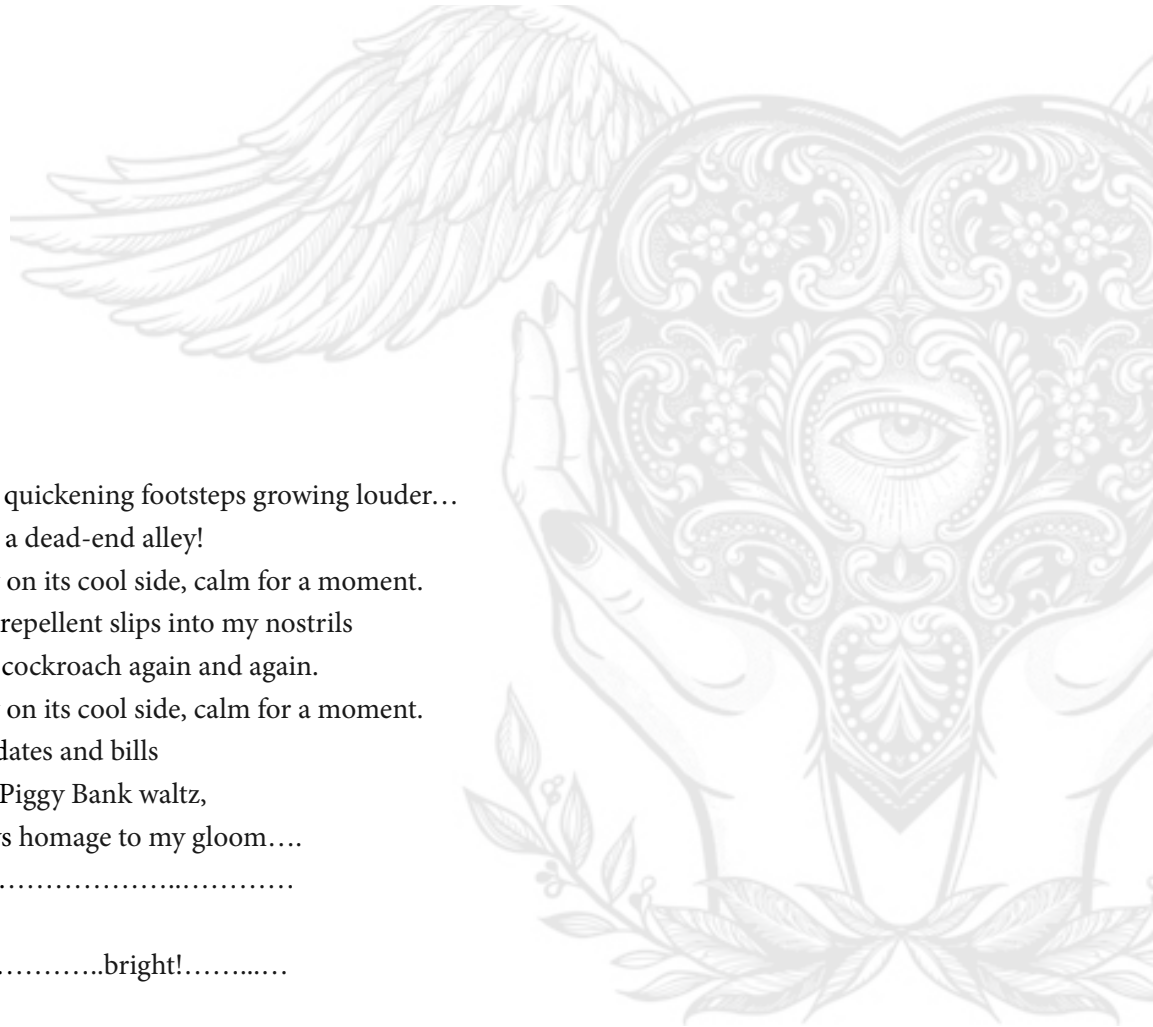 quickening footsteps growing louder…
a dead-end alley!
on its cool side, calm for a moment.
repellent slips into my nostrils
cockroach again and again.
on its cool side, calm for a moment.
dates and bills
Piggy Bank waltz,
homage to my gloom….
…………………..…………
…………..bright!……...…